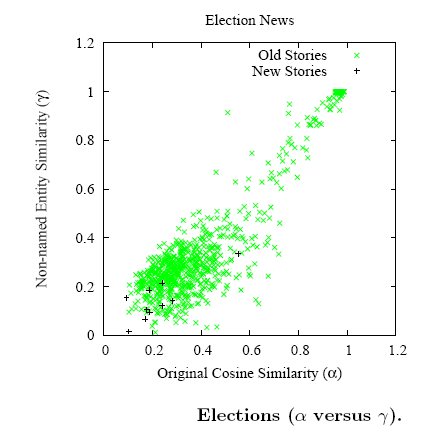 Election News
1.2
Old Stories
New Stories
1
0.8
0.6
0.4
0.2
0
Non-named Entity Similarity (γ)
0 0.2 0.4 0.6 0.8 1 1.2
Original Cosine Similarity (α)
Elections (α versus γ).